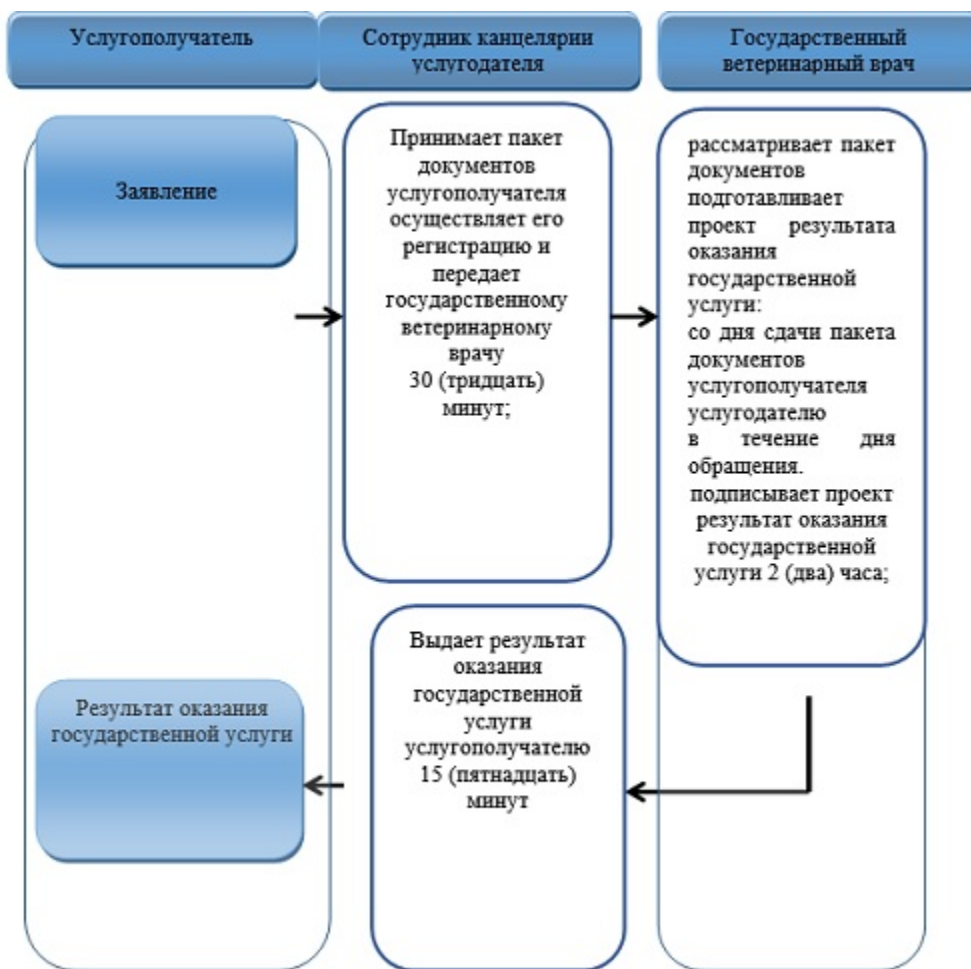 Услугополучатель
Сотрудник канцелярии
услугодателя
Государственный
ветеринарный врач
Заявление
Принимает пакет
документов
услугополучателя
осуществляет его
регистрацию и
передает
государственному
ветеринарному
врачу
30 (тридцать)
минут;
рассматривает пакет
документов
подготавливает
проект результата
оказания
государственной
услуги:
со дня сдачи пакета
документов
услугополучателя
услугодателю
в течение дня
обращения.
подписывает проект
результат оказания
государственной
услуги 2 (два) часа;
Выдает результат
оказания
государственной
услуги
услугополучателю
15 (пятнадцать)
минут
Результат оказания
государственной услуги